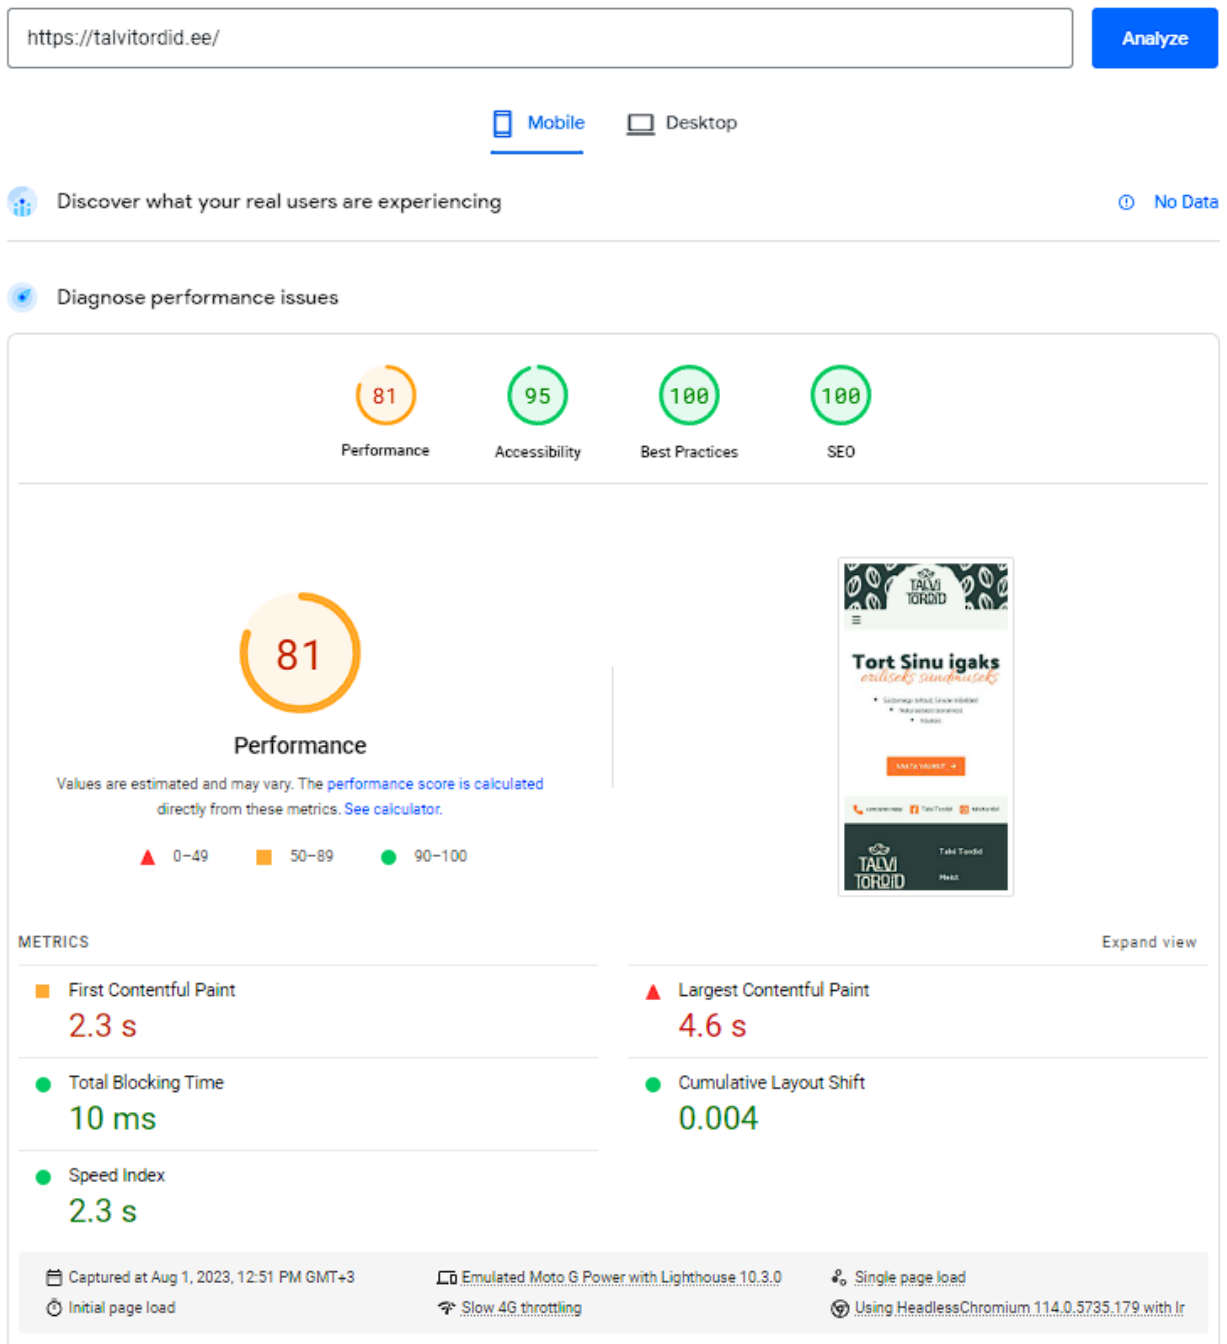 https://talvitordid.ee/
Analyze
Mobile
Desktop
Discover what your real users are experiencing
No Data
Diagnose performance issues
81
95
100
100
Performance
Accessibility
Best Practices
SEO
TALVI
TORDID
Tort Sinu igaks
eriliseks sündmuseks
81
Performance
Values are estimated and may vary. The performance score is calculated
directly from these metrics. See calculator.
0–49
50–89
90–100
Talvi Tordid
TALVI
TORDID
Talvi Tordid
Meist
METRICS
Expand view
First Contentful Paint
2.3 s
Largest Contentful Paint
4.6 s
Total Blocking Time
10 ms
Cumulative Layout Shift
0.004
Speed Index
2.3 s
Captured at Aug 1, 2023, 12:51 PM GMT+3
Emulated Moto G Power with Lighthouse 10.3.0
Single page load
Initial page load
Slow 4G throttling
Using HeadlessChromium 114.0.5735.179 with lr